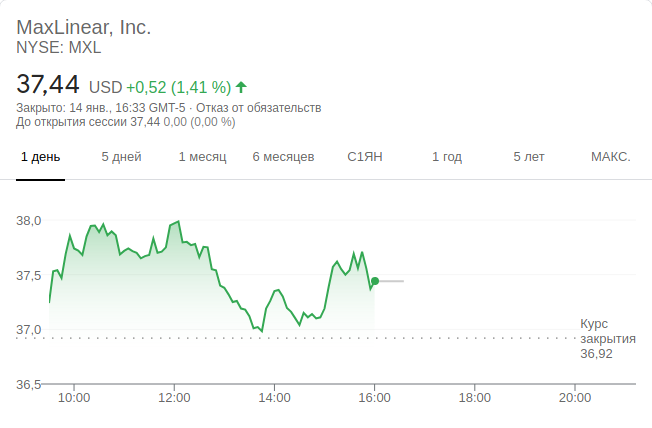 MaxLinear, Inc.
NYSE: MXL
37,44 USD +0,52 (1,41 %)
Закрыто: 14 янв., 16:33 GMT-5 · Отказ от обязательств
До открытия сессии 37,44 0,00 (0,00 %)
1 день 5 дней 1 месяц 6 месяцев С1ЯН 1 год 5 лет МАКС.
38,0
37,5
37,0
Курс
закрытия
36,92
36,5
10:00 12:00 14:00 16:00 18:00 20:00